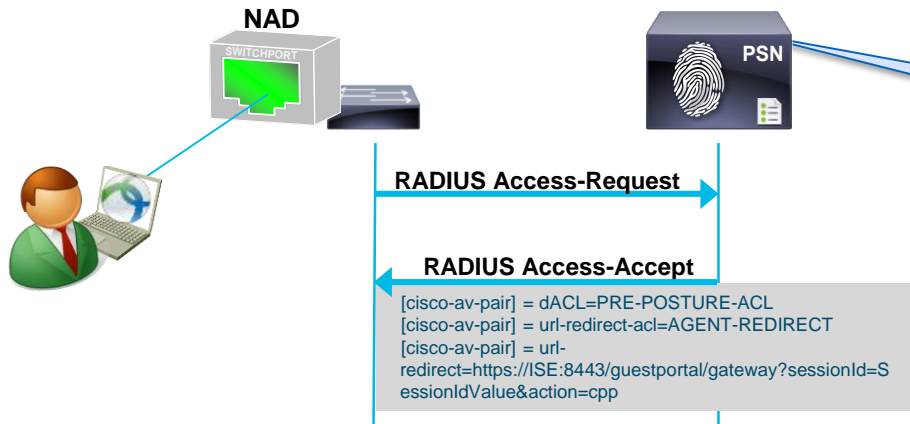 NAD
SWITCHPORT
PSN
RADIUS Access-Request
RADIUS Access-Accept
[cisco-av-pair] = dACL=PRE-POSTURE-ACL
[cisco-av-pair] = url-redirect-acl=AGENT-REDIRECT
[cisco-av-pair] = url-
redirect=https://ISE:8443/guestportal/gateway?sessionId=S
essionIdValue&action=cpp